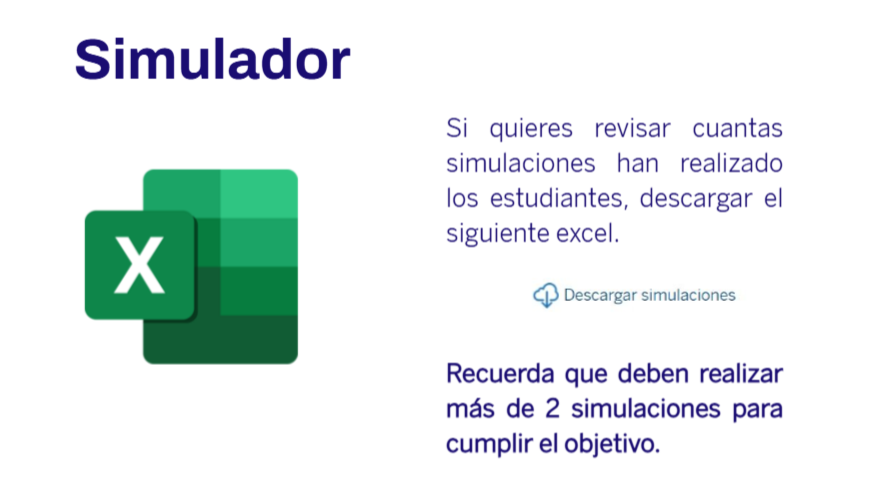 Simulador
Si quieres revisar cuantas
simulaciones han realizado
los estudiantes, descargar el
siguiente excel.
X
Descargar simulaciones
Recuerda que deben realizar
más de 2 simulaciones para
cumplir el objetivo.